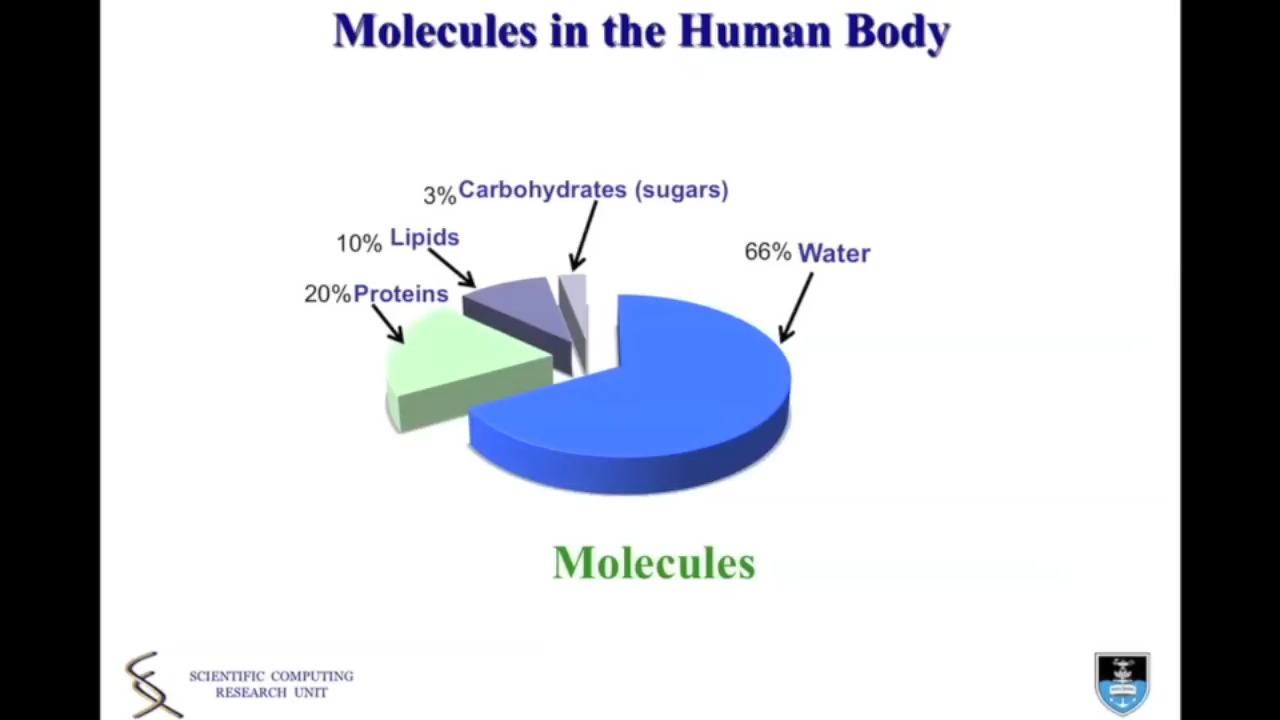 Molecules in the Human Body
3% Carbohydrates (sugars)
10% Lipids
66% Water
20% Proteins
Molecules
SCIENTIFIC COMPUTING
RESEARCH UNIT